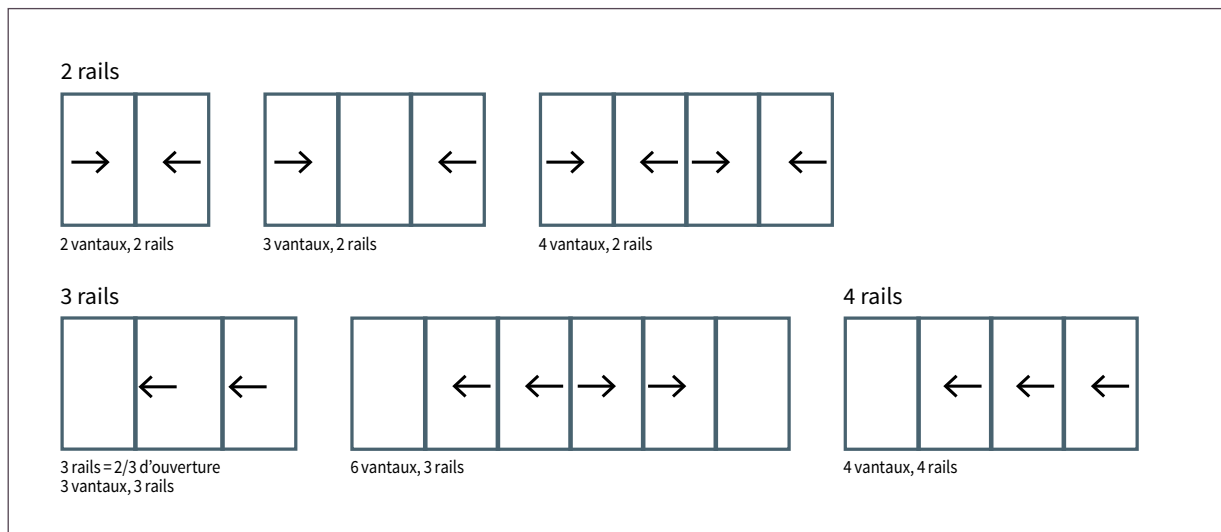 2 rails
2 vantaux, 2 rails
3 vantaux, 2 rails
4 vantaux, 2 rails
3 rails
3 rails = 2/3 d’ouverture
3 vantaux, 3 rails
6 vantaux, 3 rails
4 rails
4 vantaux, 4 rails